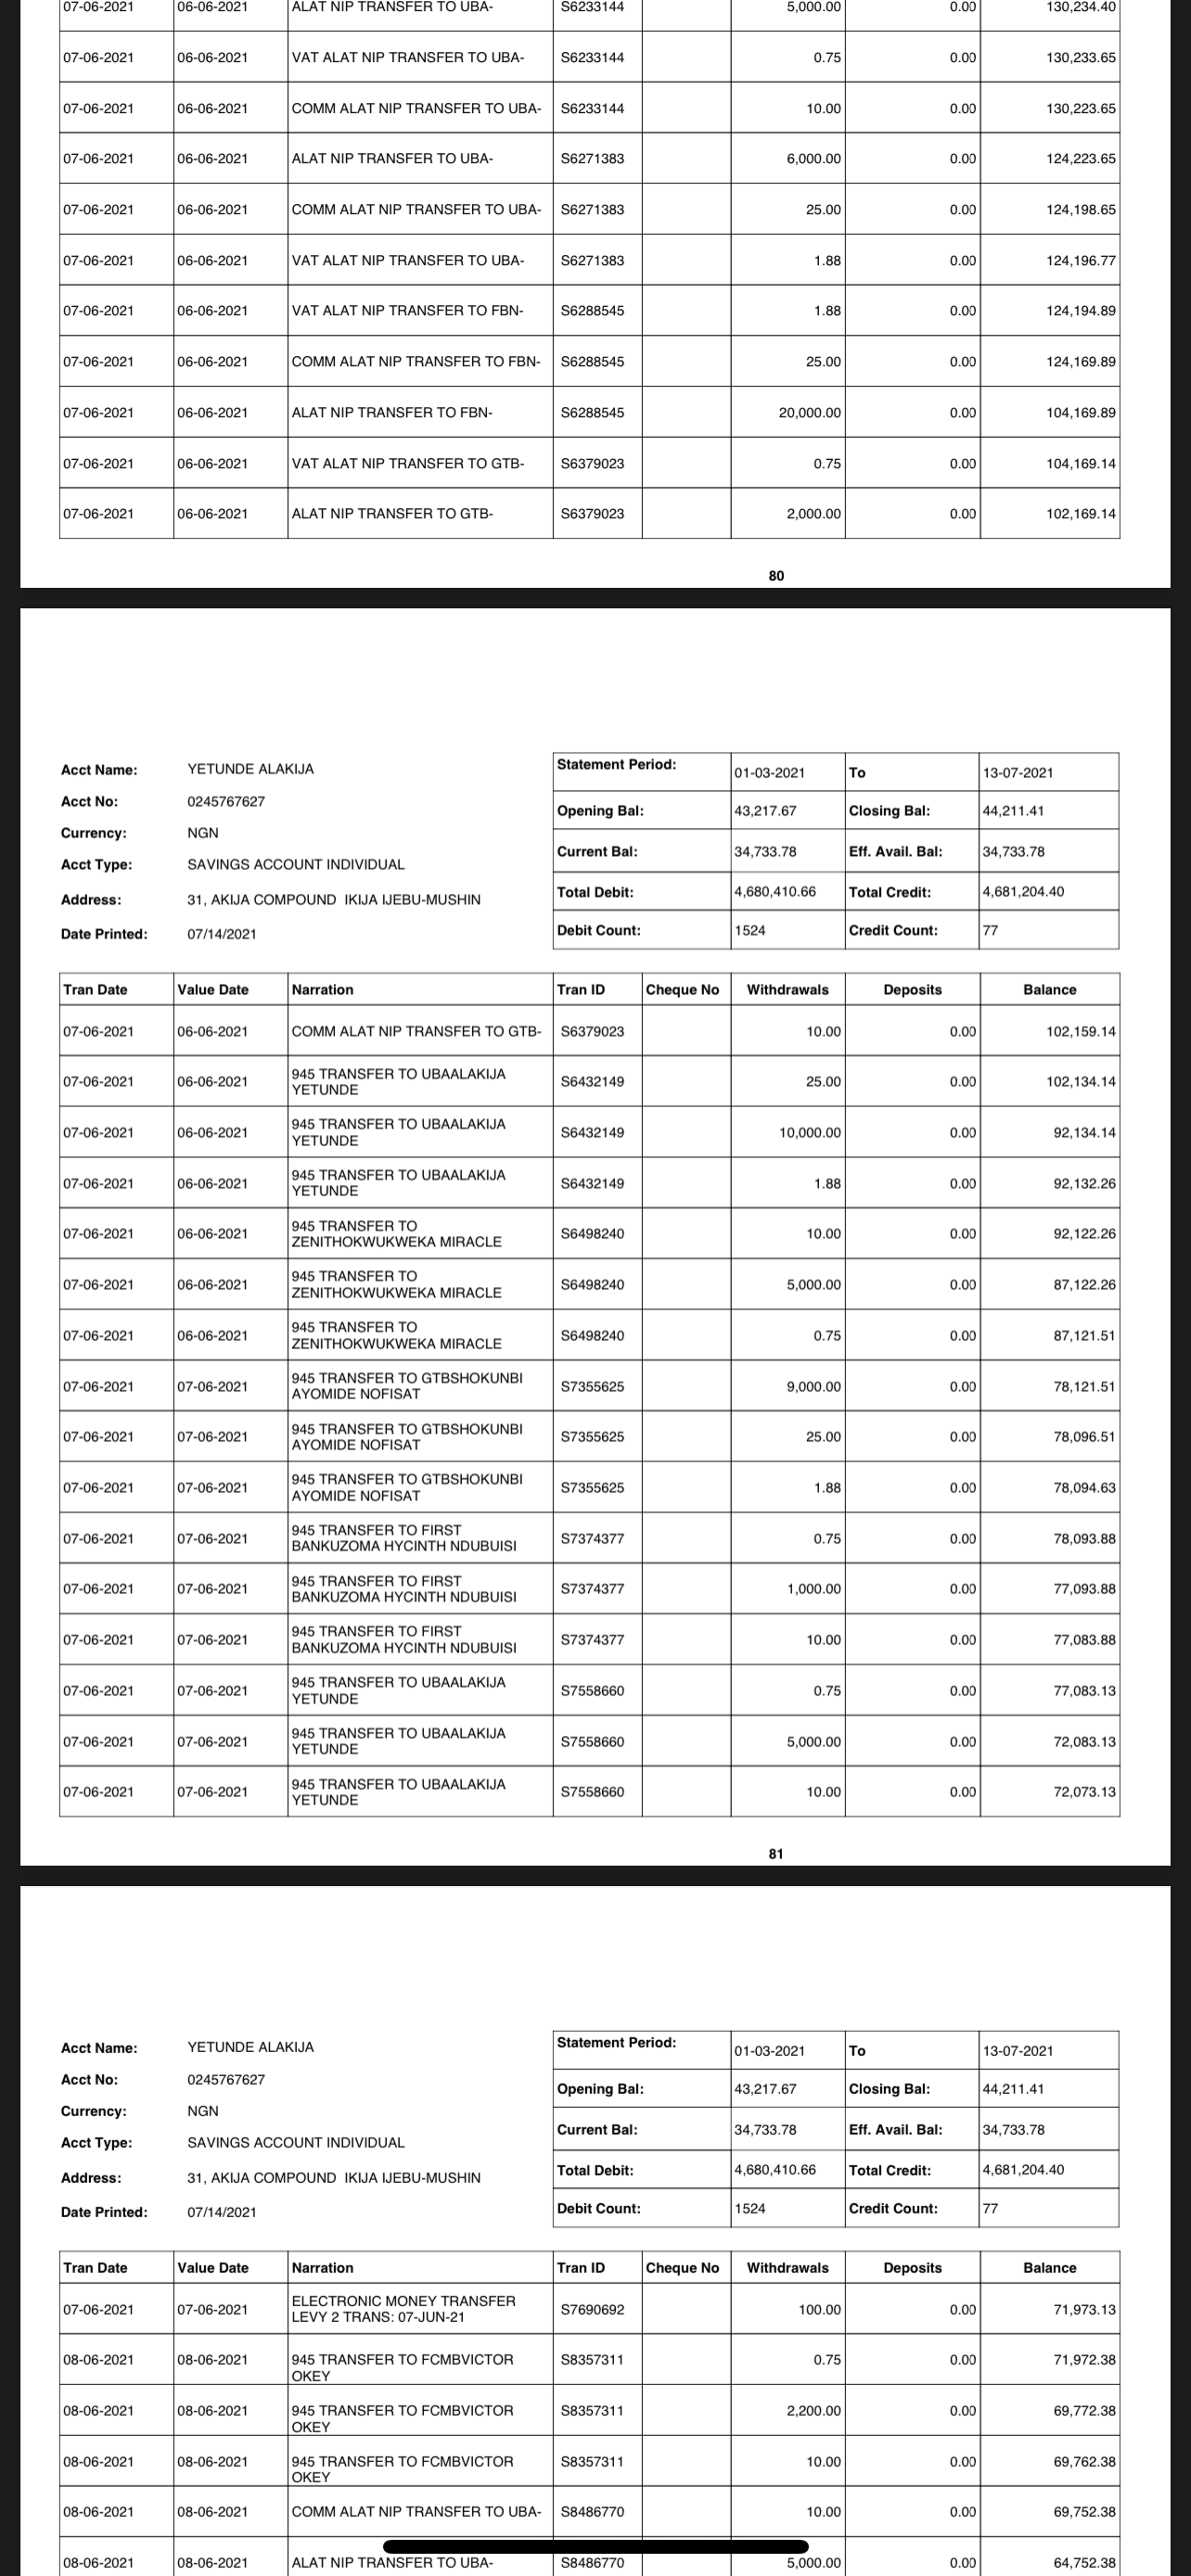 07-06-2021 06-06-2021 ALAT NIP TRANSFER TO UBA- S6233144 5,000.00 0.00 130,234.40
07-06-2021 06-06-2021 VAT ALAT NIP TRANSFER TO UBA- S6233144 0.75 0.00 130,233.65
07-06-2021 06-06-2021 COMM ALAT NIP TRANSFER TO UBA- S6233144 10.00 0.00 130,223.65
07-06-2021 06-06-2021 ALAT NIP TRANSFER TO UBA- S6271383 6,000.00 0.00 124,223.65
07-06-2021 06-06-2021 COMM ALAT NIP TRANSFER TO UBA- S6271383 25.00 0.00 124,198.65
07-06-2021 06-06-2021 VAT ALAT NIP TRANSFER TO UBA- S6271383 1.88 0.00 124,196.77
07-06-2021 06-06-2021 VAT ALAT NIP TRANSFER TO FBN- S6288545 1.88 0.00 124,194.89
07-06-2021 06-06-2021 COMM ALAT NIP TRANSFER TO FBN- S6288545 25.00 0.00 124,169.89
07-06-2021 06-06-2021 ALAT NIP TRANSFER TO FBN- S6288545 20,000.00 0.00 104,169.89
07-06-2021 06-06-2021 VAT ALAT NIP TRANSFER TO GTB- S6379023 0.75 0.00 104,169.14
07-06-2021 06-06-2021 ALAT NIP TRANSFER TO GTB- S6379023 2,000.00 0.00 102,169.14
80
Acct Name: YETUNDE ALAKIJA
Acct No: 0245767627
Currency: NGN
Acct Type: SAVINGS ACCOUNT INDIVIDUAL
Address: 31, AKIJA COMPOUND IKIJA IJEBU-MUSHIN
Date Printed: 07/14/2021
Statement Period: 01-03-2021 To 13-07-2021
Opening Bal: 43,217.67 Closing Bal: 44,211.41
Current Bal: 34,733.78 Eff. Avail. Bal: 34,733.78
Total Debit: 4,680,410.66 Total Credit: 4,681,204.40
Debit Count: 1524 Credit Count: 77
Tran Date Value Date Narration Tran ID Cheque No Withdrawals Deposits Balance
07-06-2021 06-06-2021 COMM ALAT NIP TRANSFER TO GTB- S6379023 10.00 0.00 102,159.14
07-06-2021 06-06-2021 945 TRANSFER TO UBAALAKIJA S6432149 25.00 0.00 102,134.14
YETUNDE
07-06-2021 06-06-2021 945 TRANSFER TO UBAALAKIJA S6432149 10,000.00 0.00 92,134.14
YETUNDE
07-06-2021 06-06-2021 945 TRANSFER TO UBAALAKIJA S6432149 1.88 0.00 92,132.26
YETUNDE
07-06-2021 06-06-2021 945 TRANSFER TO S6498240 10.00 0.00 92,122.26
ZENITHOKWUKWEKA MIRACLE
07-06-2021 06-06-2021 945 TRANSFER TO S6498240 5,000.00 0.00 87,122.26
ZENITHOKWUKWEKA MIRACLE
07-06-2021 06-06-2021 945 TRANSFER TO S6498240 0.75 0.00 87,121.51
ZENITHOKWUKWEKA MIRACLE
07-06-2021 07-06-2021 945 TRANSFER TO GTBSHOKUNBI S7355625 9,000.00 0.00 78,121.51
AYOMIDE NOFISAT
07-06-2021 07-06-2021 945 TRANSFER TO GTBSHOKUNBI S7355625 25.00 0.00 78,096.51
AYOMIDE NOFISAT
07-06-2021 07-06-2021 945 TRANSFER TO GTBSHOKUNBI S7355625 1.88 0.00 78,094.63
AYOMIDE NOFISAT
07-06-2021 07-06-2021 945 TRANSFER TO FIRST S7374377 0.75 0.00 78,093.88
BANKUZOMA HYCINTH NDUBUISI
07-06-2021 07-06-2021 945 TRANSFER TO FIRST S7374377 1,000.00 0.00 77,093.88
BANKUZOMA HYCINTH NDUBUISI
07-06-2021 07-06-2021 945 TRANSFER TO FIRST S7374377 10.00 0.00 77,083.88
BANKUZOMA HYCINTH NDUBUISI
07-06-2021 07-06-2021 945 TRANSFER TO UBAALAKIJA S7558660 0.75 0.00 77,083.13
YETUNDE
07-06-2021 07-06-2021 945 TRANSFER TO UBAALAKIJA S7558660 5,000.00 0.00 72,083.13
YETUNDE
07-06-2021 07-06-2021 945 TRANSFER TO UBAALAKIJA S7558660 10.00 0.00 72,073.13
YETUNDE
81
Acct Name: YETUNDE ALAKIJA
Acct No: 0245767627
Currency: NGN
Acct Type: SAVINGS ACCOUNT INDIVIDUAL
Address: 31, AKIJA COMPOUND IKIJA IJEBU-MUSHIN
Date Printed: 07/14/2021
Statement Period: 01-03-2021 To 13-07-2021
Opening Bal: 43,217.67 Closing Bal: 44,211.41
Current Bal: 34,733.78 Eff. Avail. Bal: 34,733.78
Total Debit: 4,680,410.66 Total Credit: 4,681,204.40
Debit Count: 1524 Credit Count: 77
Tran Date Value Date Narration Tran ID Cheque No Withdrawals Deposits Balance
07-06-2021 07-06-2021 ELECTRONIC MONEY TRANSFER S7690692 100.00 0.00 71,973.13
LEVY 2 TRANS: 07-JUN-21
08-06-2021 08-06-2021 945 TRANSFER TO FCMBVICTOR S8357311 0.75 0.00 71,972.38
OKEY
08-06-2021 08-06-2021 945 TRANSFER TO FCMBVICTOR S8357311 2,200.00 0.00 69,772.38
OKEY
08-06-2021 08-06-2021 945 TRANSFER TO FCMBVICTOR S8357311 10.00 0.00 69,762.38
OKEY
08-06-2021 08-06-2021 COMM ALAT NIP TRANSFER TO UBA- S8486770 10.00 0.00 69,752.38
08-06-2021 08-06-2021 ALAT NIP TRANSFER TO UBA- S8486770 5,000.00 0.00 64,752.38